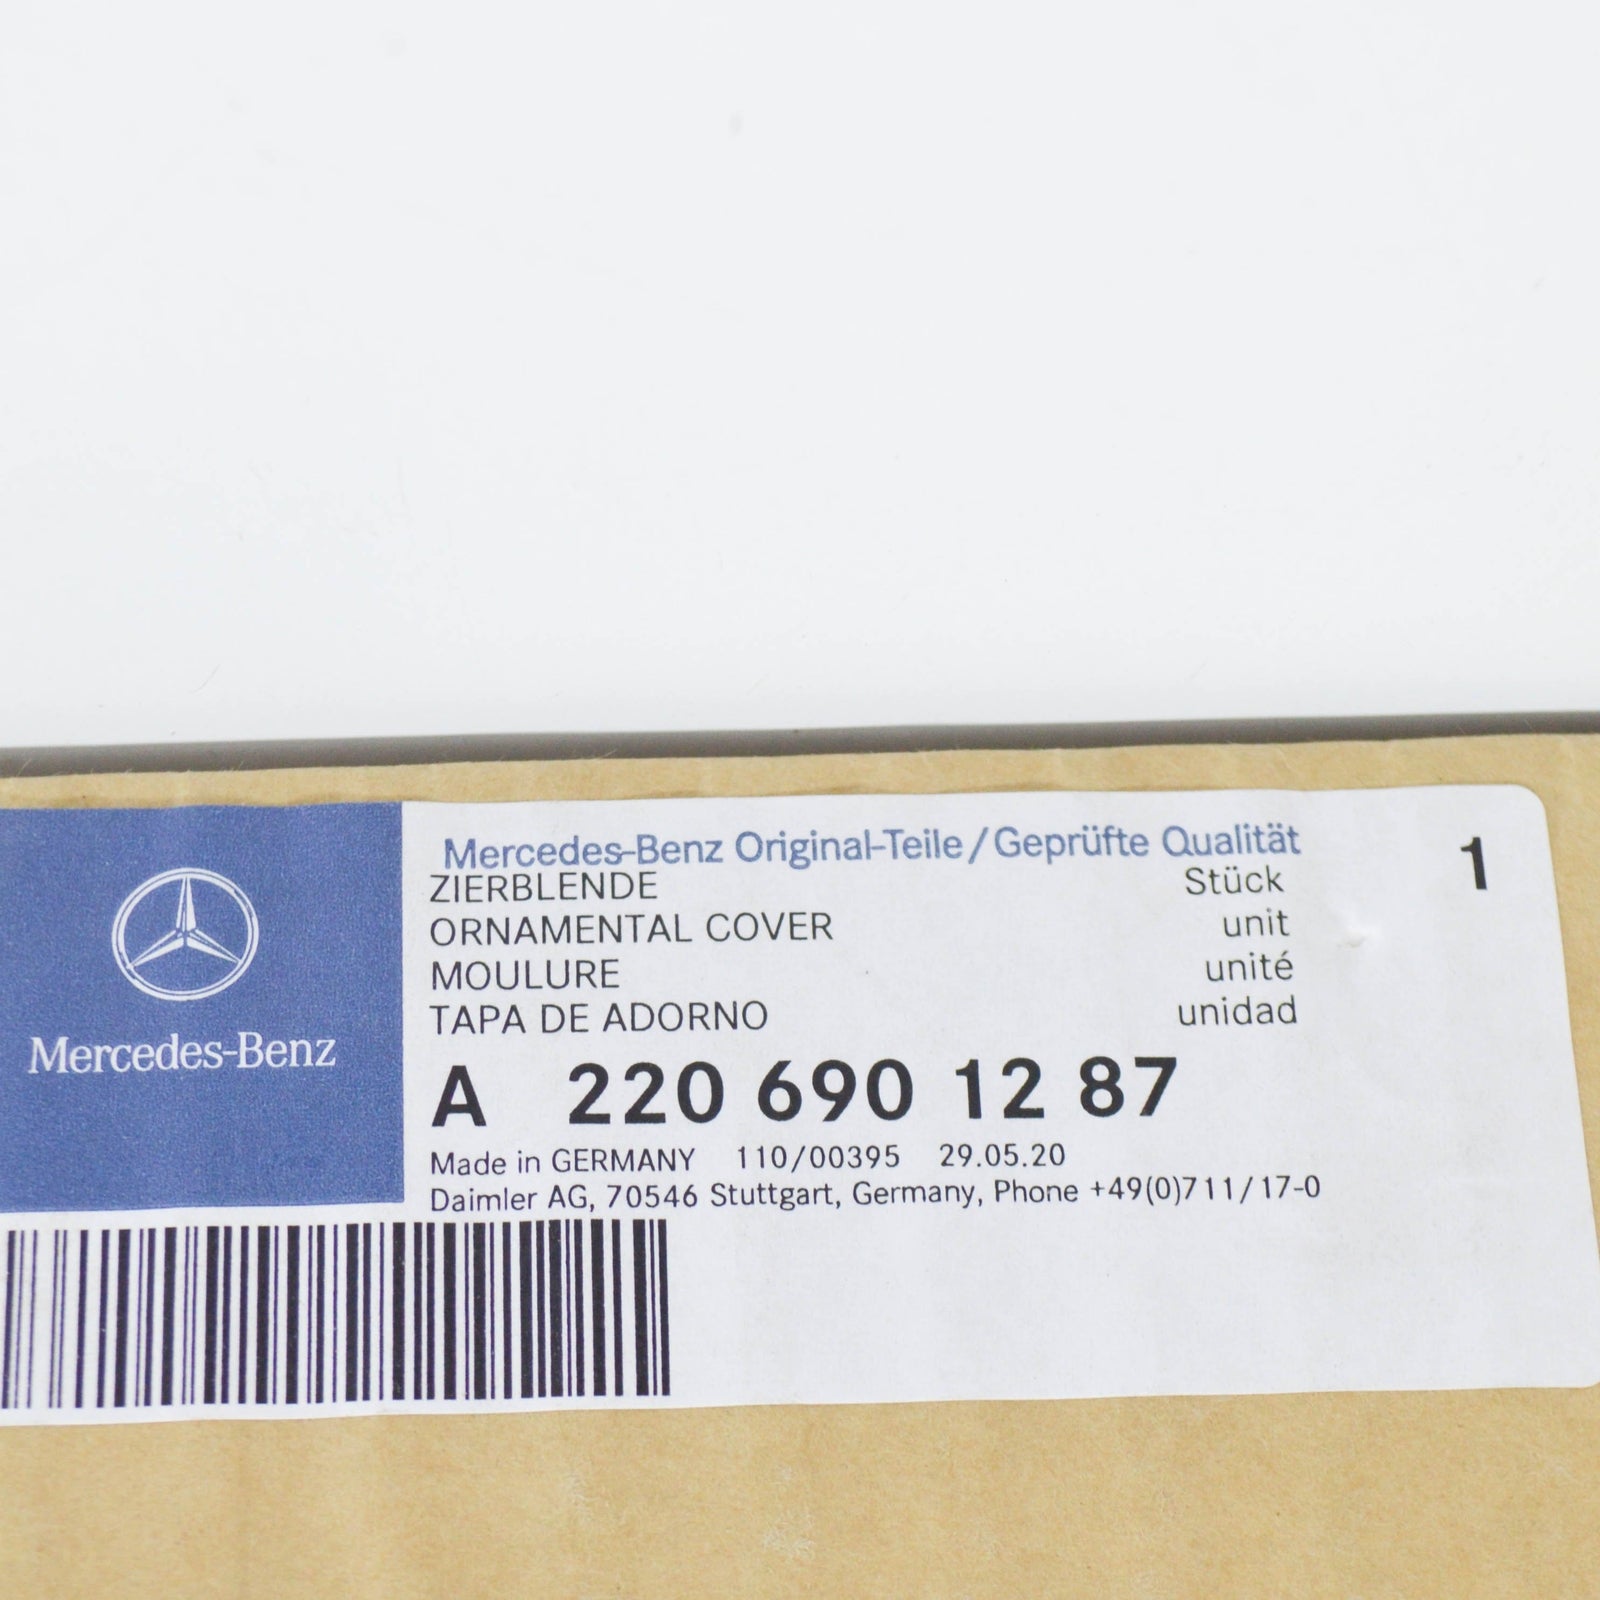 Mercedes-Benz
Mercedes-Benz Original-Teile/Geprüfte Qualität
ZIERBLENDE Stück 1
ORNAMENTAL COVER unit
MOULURE unité
TAPA DE ADORNO unidad
A 220 690 12 87
Made in GERMANY 110/00395 29.05.20
Daimler AG, 70546 Stuttgart, Germany, Phone +49(0)711/17-0